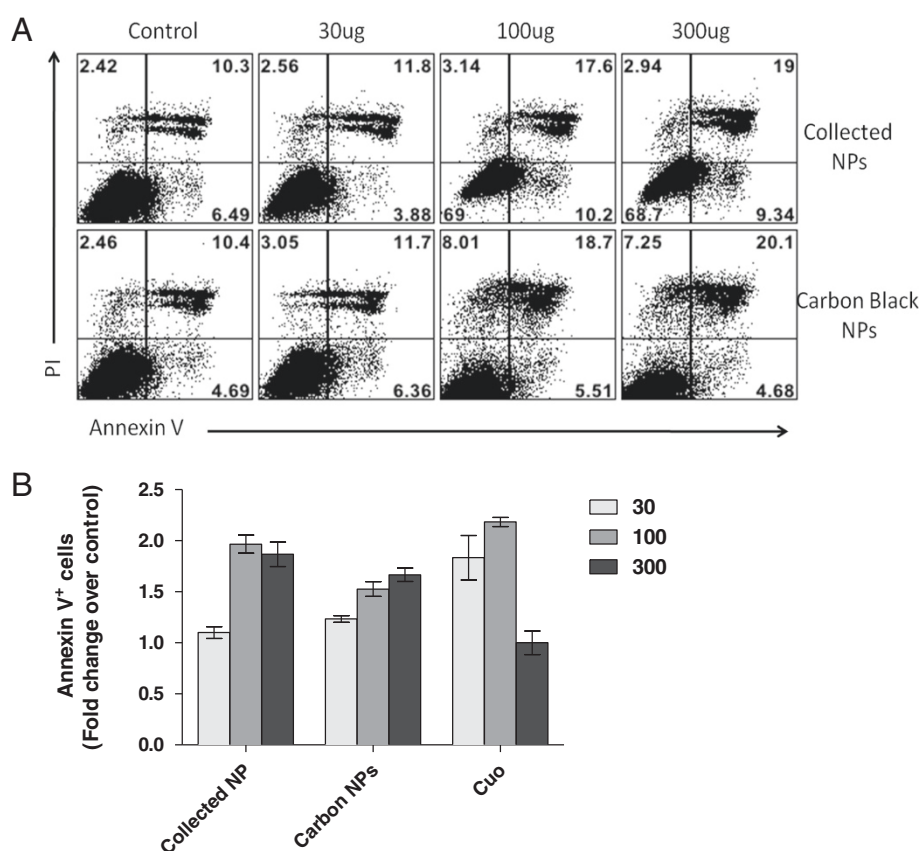 A
Control 30ug 100ug 300ug
2.42 10.3 2.56 11.8 3.14 17.6 2.94 19
Collected
NPs
6.49 3.88 69 10.2 68.7 9.34
2.46 10.4 3.05 11.7 8.01 18.7 7.25 20.1
Carbon Black
NPs
4.69 6.36 5.51 4.68
PI
Annexin V
B
Annexin V+ cells
(Fold change over control)
2.5
2.0
1.5
1.0
0.5
0.0
30
100
300
Collected NP
Carbon NPs
Cuo